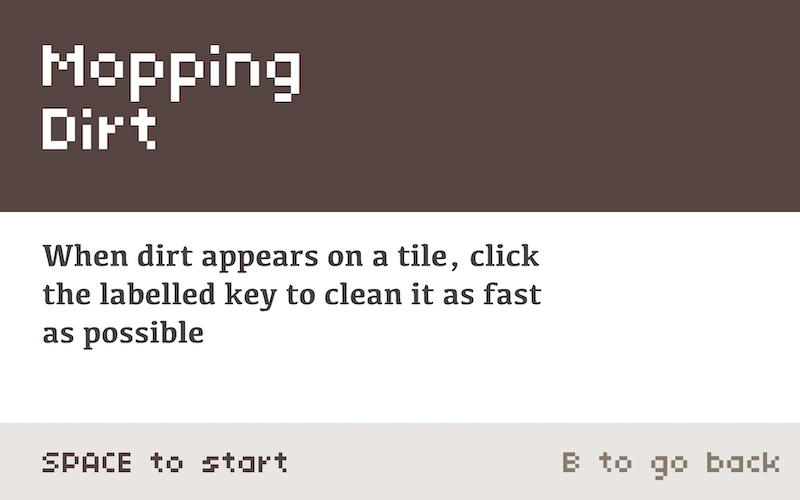 Mopping
Dirt
When dirt appears on a tile, click
the labelled key to clean it as fast
as possible
SPACE to start
B to go back